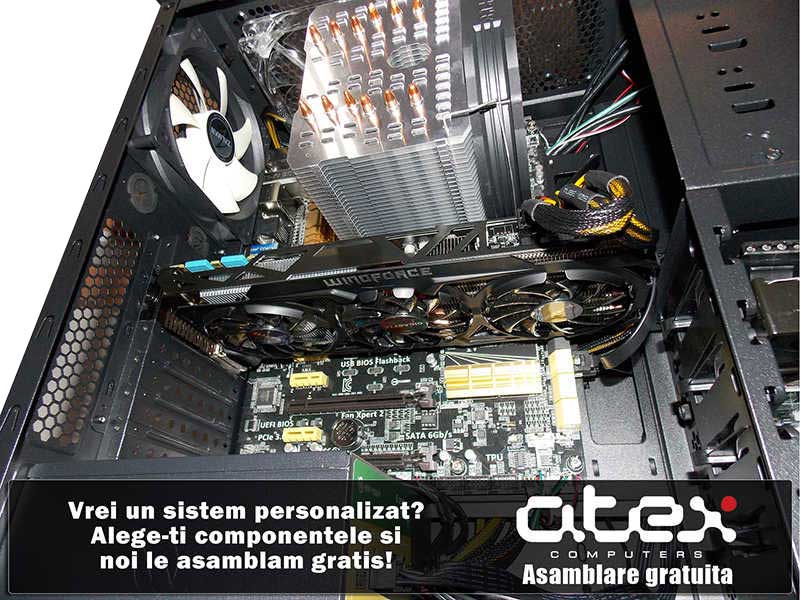 WINDFORCE
USB BIOS Flashback
Fan Xpert 2
UEFI BIOS
PCIe 3.
SATA 6Gb/s
TPU
Vrei un sistem personalizat?
Alege-ti componentele si
noi le asamblam gratis!
atex
COMPUTERS
Asamblare gratuita